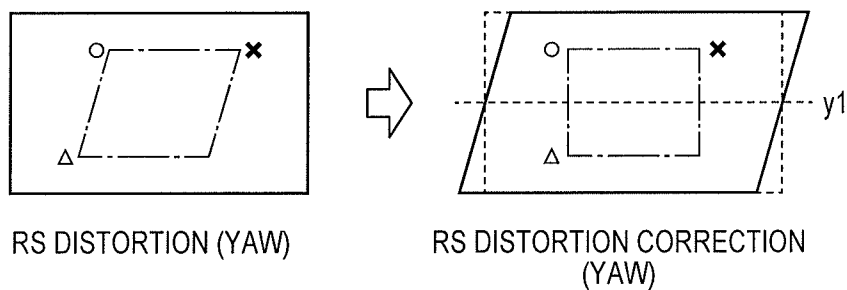 y1
RS DISTORTION (YAW)
RS DISTORTION CORRECTION
(YAW)